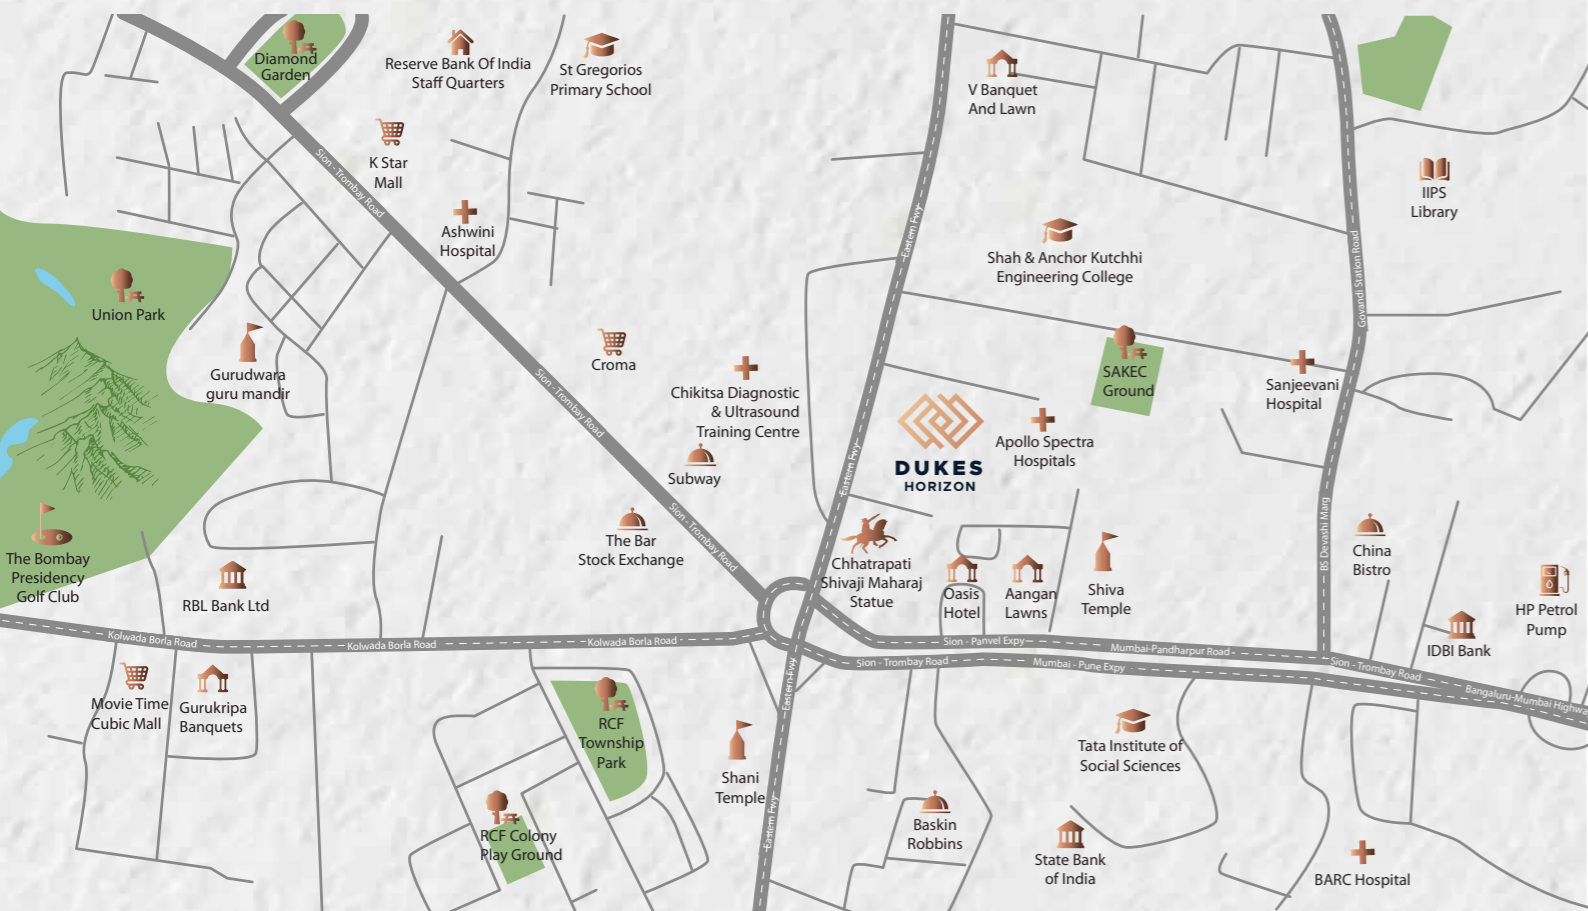 Diamond
Garden
Reserve Bank Of India
Staff Quarters
St Gregorios
Primary School
V Banquet
And Lawn
K Star
Mall
Sion - Trombay Road
IIPS
Library
Ashwini
Hospital
Eastern Fwy
Shah & Anchor Kutchhi
Engineering College
Govandi Station Road
Union Park
Croma
Gurudwara
guru mandir
SAKEC
Ground
Sanjeevani
Hospital
Chikitsa Diagnostic
& Ultrasound
Training Centre
Sion - Trombay Road
Apollo Spectra
Hospitals
DUKES
HORIZON
Subway
Eastern Fwy
Sion - Trombay Road
BS Devashi Marg
The Bar
Stock Exchange
China
Bistro
The Bombay
Presidency
Golf Club
RBL Bank Ltd
Chhatrapati
Shivaji Maharaj
Statue
Oasis
Hotel
Aangan
Lawns
Shiva
Temple
HP Petrol
Pump
Kolwada Borla Road
Kolwada Borla Road
Kolwada Borla Road
Sion - Panvel Expy
Mumbai-Pandharpur Road
IDBI Bank
Sion - Trombay Road
Mumbai - Pune Expy
Sion - Trombay Road
Bangaluru-Mumbai Highwa
Eastern Fwy
Movie Time
Cubic Mall
Gurukripa
Banquets
RCF
Township
Park
Tata Institute of
Social Sciences
Shani
Temple
Eastern Fwy
RCF Colony
Play Ground
Baskin
Robbins
State Bank
of India
BARC Hospital